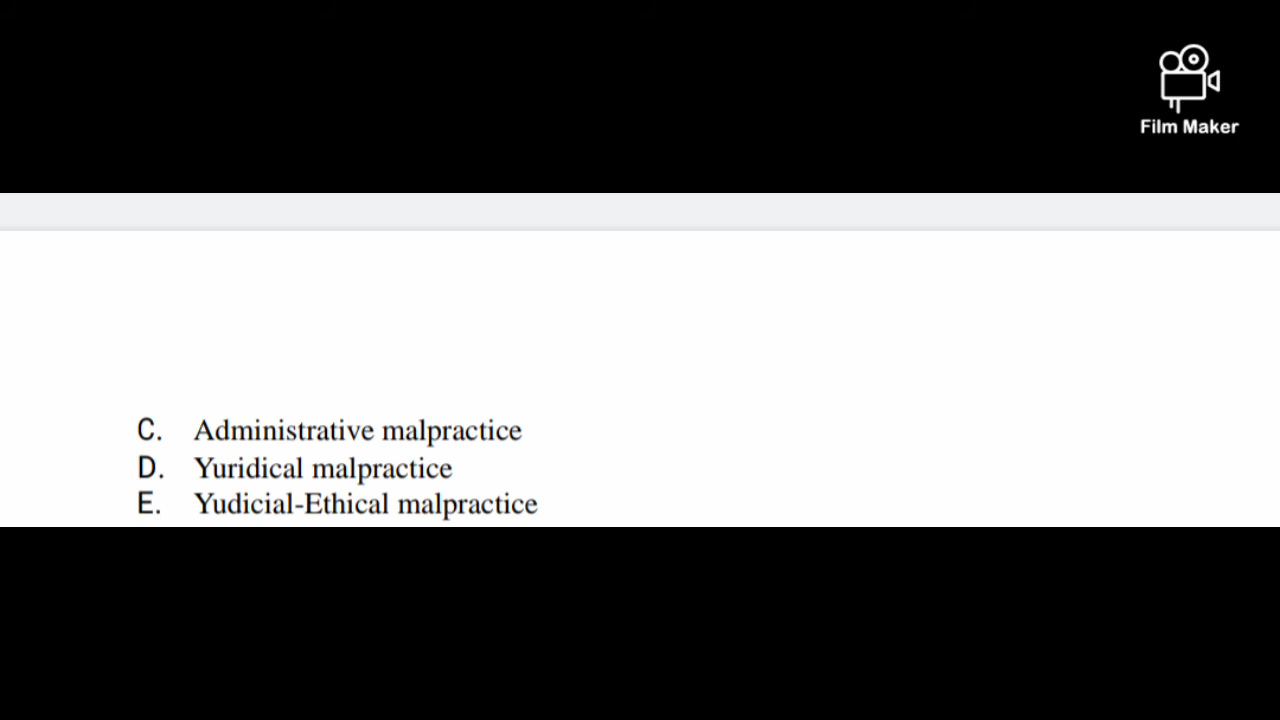 Film Maker
C. Administrative malpractice
D. Yuridical malpractice
E. Yudicial-Ethical malpractice